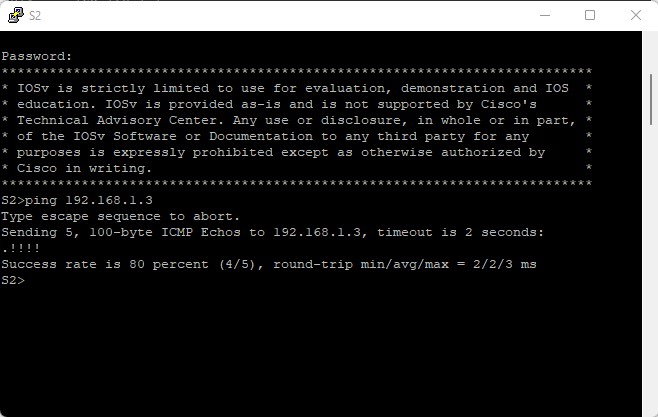 S2
Password:
**************************************************************************
* IOSv is strictly limited to use for evaluation, demonstration and IOS  *
* education. IOSv is provided as-is and is not supported by Cisco's      *
* Technical Advisory Center. Any use or disclosure, in whole or in part, *
* of the IOSv Software or Documentation to any third party for any       *
* purposes is expressly prohibited except as otherwise authorized by     *
* Cisco in writing.                                                      *
**************************************************************************
S2>ping 192.168.1.3
Type escape sequence to abort.
Sending 5, 100-byte ICMP Echos to 192.168.1.3, timeout is 2 seconds:
.!!!!
Success rate is 80 percent (4/5), round-trip min/avg/max = 2/2/3 ms
S2>